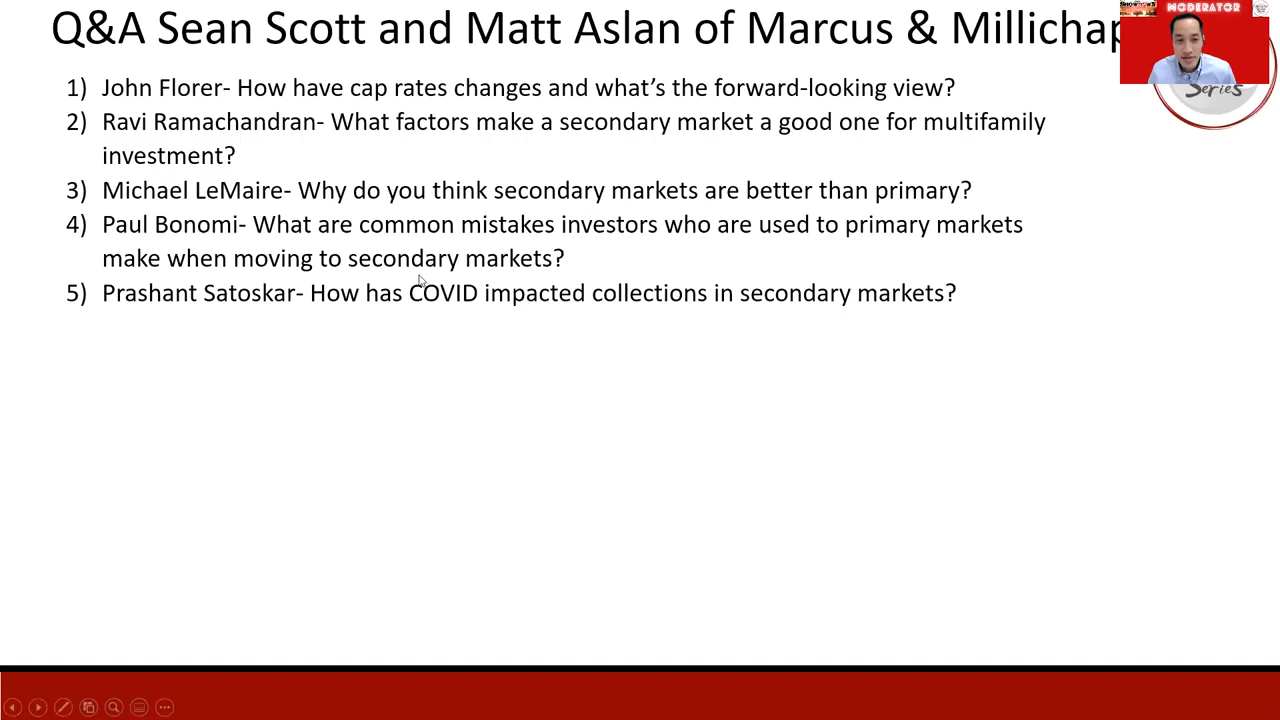 Q&A Sean Scott and Matt Aslan of Marcus & Millichap
MODERATOR
Series
1) John Florer- How have cap rates changes and what’s the forward-looking view?
2) Ravi Ramachandran- What factors make a secondary market a good one for multifamily
investment?
3) Michael LeMaire- Why do you think secondary markets are better than primary?
4) Paul Bonomi- What are common mistakes investors who are used to primary markets
make when moving to secondary markets?
5) Prashant Satoskar- How has COVID impacted collections in secondary markets?